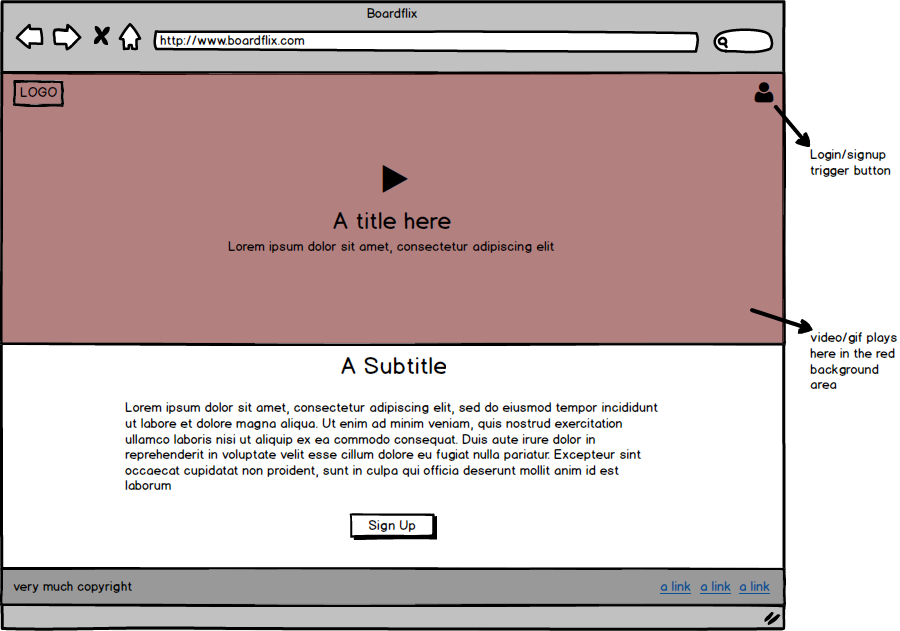 Boardflix
http://www.boardflix.com
LOGO
Login/signup
trigger button
A title here
Lorem ipsum dolor sit amet, consectetur adipiscing elit
video/gif plays
here in the red
background
area
A Subtitle
Lorem ipsum dolor sit amet, consectetur adipiscing elit, sed do eiusmod tempor incididunt
ut labore et dolore magna aliqua. Ut enim ad minim veniam, quis nostrud exercitation
ullamco laboris nisi ut aliquip ex ea commodo consequat. Duis aute irure dolor in
reprehenderit in voluptate velit esse cillum dolore eu fugiat nulla pariatur. Excepteur sint
occaecat cupidatat non proident, sunt in culpa qui officia deserunt mollit anim id est
laborum
Sign Up
very much copyright
a link a link a link